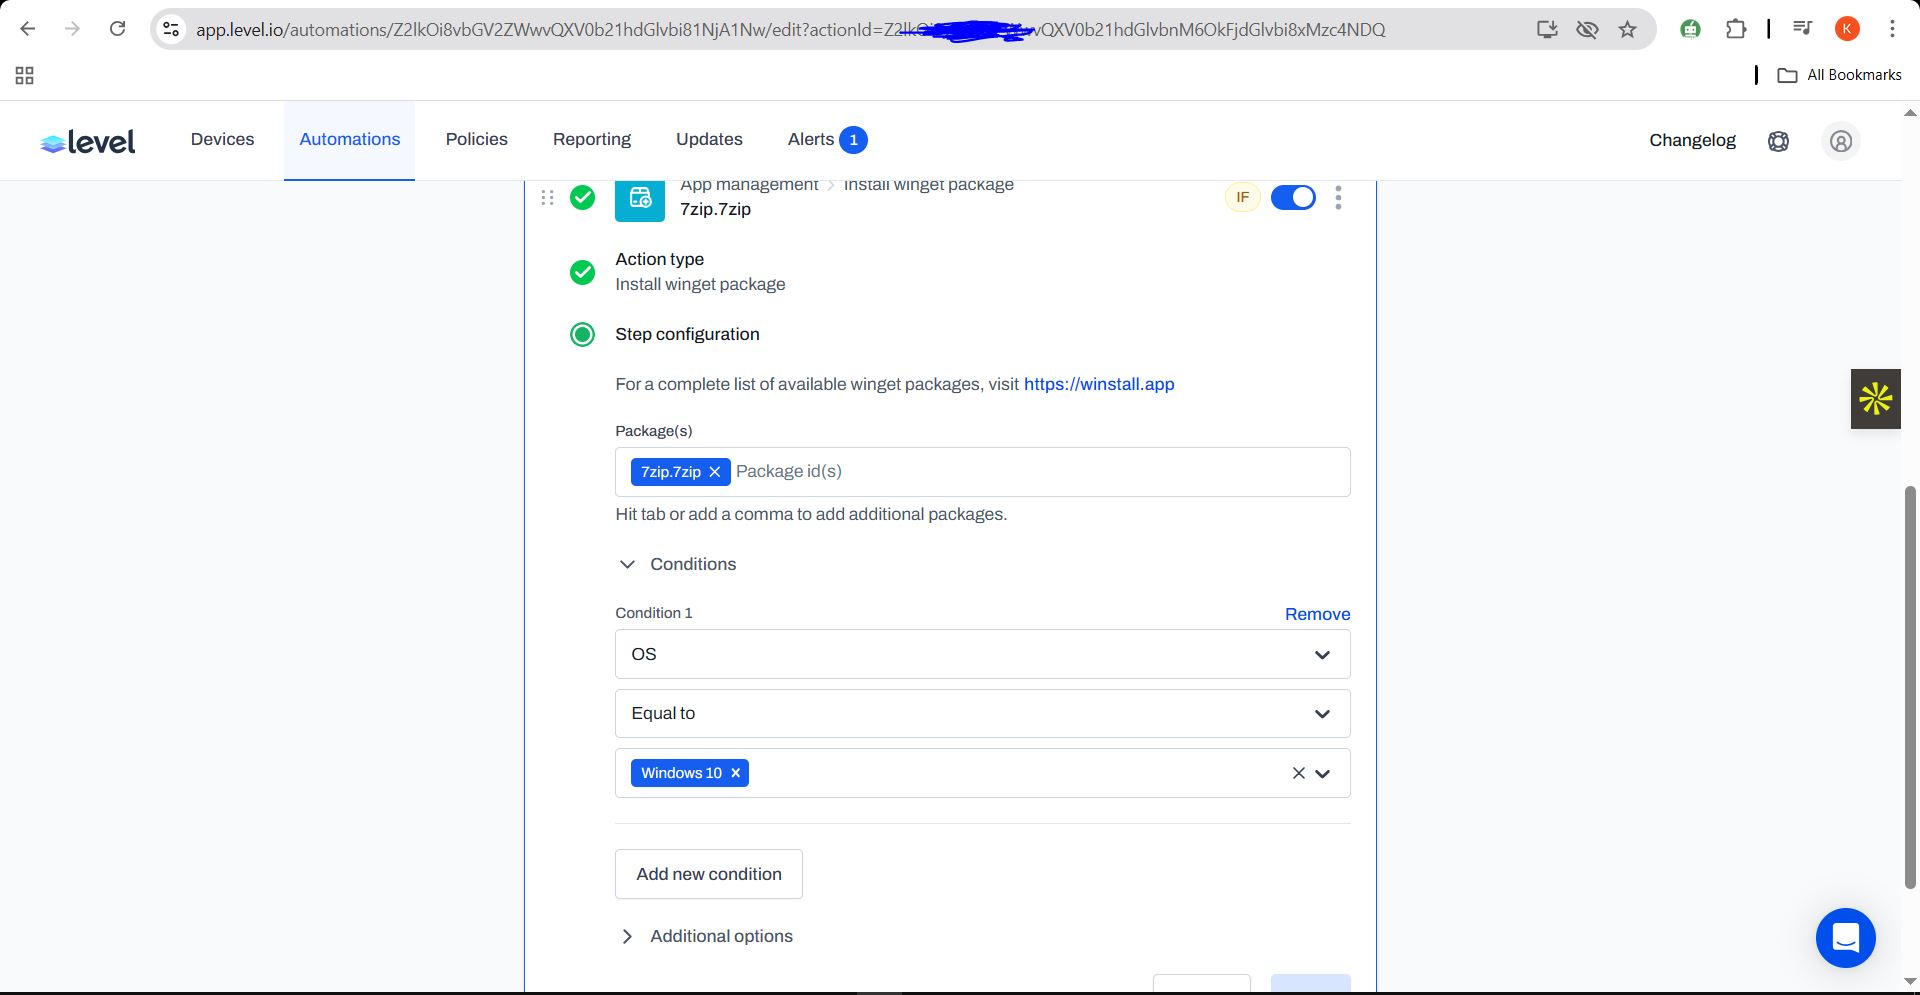 app.level.io/automations/Z2lkOi8vbGV2ZWwvQXV0b21hdGlvbi81NjA1Nw/edit?actionId=Z2lkO vQXV0b21hdGlvbnM6OkFjdGlvbi8xMzc4NDQ
K
All Bookmarks
level
Devices
Automations
Policies
Reporting
Updates
Alerts 1
Changelog
App management > Install winget package
7zip.7zip
IF
Action type
Install winget package
Step configuration
For a complete list of available winget packages, visit https://winstall.app
Package(s)
7zip.7zip × Package id(s)
Hit tab or add a comma to add additional packages.
Conditions
Condition 1
Remove
OS
Equal to
Windows 10 ×
Add new condition
Additional options